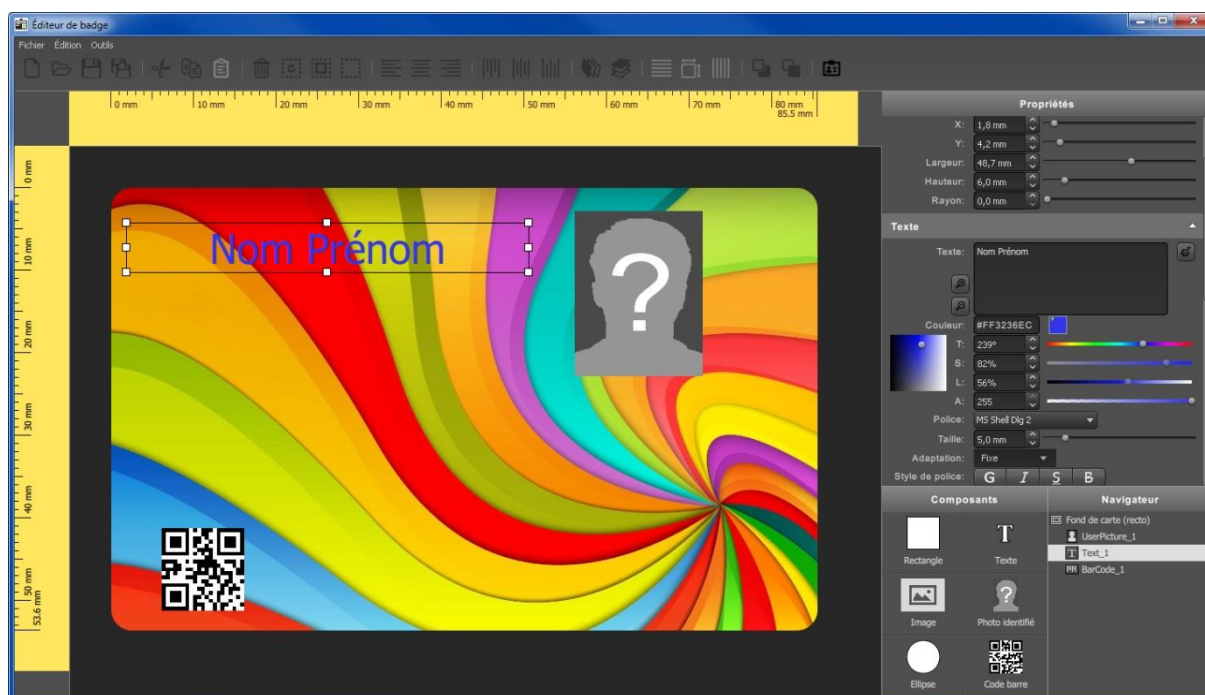 Éditeur de badge
Fichier Édition Outils
0 mm 10 mm 20 mm 30 mm 40 mm 50 mm 60 mm 70 mm 80 mm
85.5 mm
0 mm
10 mm
20 mm
30 mm
40 mm
50 mm
53.6 mm
Nom Prénom
?
Propriétés
X: 1,8 mm
Y: 4,2 mm
Largeur: 48,7 mm
Hauteur: 6,0 mm
Rayon: 0,0 mm
Texte
Texte: Nom Prénom
Couleur: #FF3236EC
T: 239°
S: 82%
L: 56%
A: 255
Police: MS Shell Dlg 2
Taille: 5,0 mm
Adaptation: Fixe
Style de police: G I S B
Composants
T
Rectangle Texte
?
Image Photo identifié
Ellipse Code barre
Navigateur
Fond de carte (recto)
UserPicture_1
T Text_1
BarCode_1